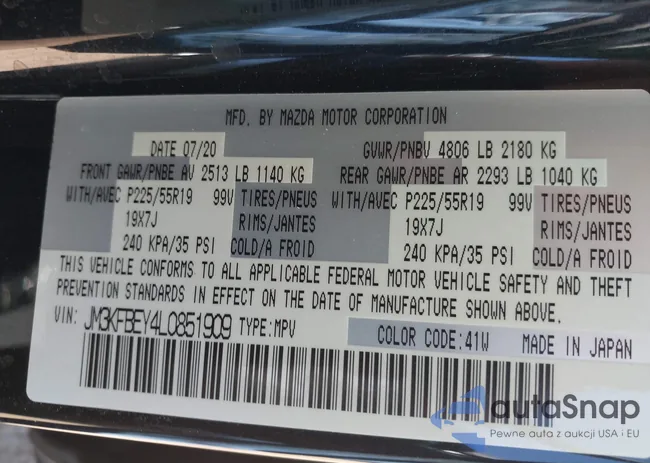 MFD. BY MAZDA MOTOR CORPORATION
DATE 07/20 GVWR/PNBV 4806 LB 2180 KG
FRONT GAWR/PNBE AV 2513 LB 1140 KG REAR GAWR/PNBE AR 2293 LB 1040 KG
WITH/AVEC P225/55R19 99V TIRES/PNEUS WITH/AVEC P225/55R19 99V TIRES/PNEUS
19X7J RIMS/JANTES 19X7J RIMS/JANTES
240 KPA/35 PSI COLD/A FROID 240 KPA/35 PSI COLD/A FROID
THIS VEHICLE CONFORMS TO ALL APPLICABLE FEDERAL MOTOR VEHICLE SAFETY AND THEFT
PREVENTION STANDARDS IN EFFECT ON THE DATE OF MANUFACTURE SHOWN ABOVE.
VIN: JM3KFBEY4L0851909 TYPE:MPV COLOR CODE:41W MADE IN JAPAN
autaSnap
Pewne auta z aukcji USA i EU